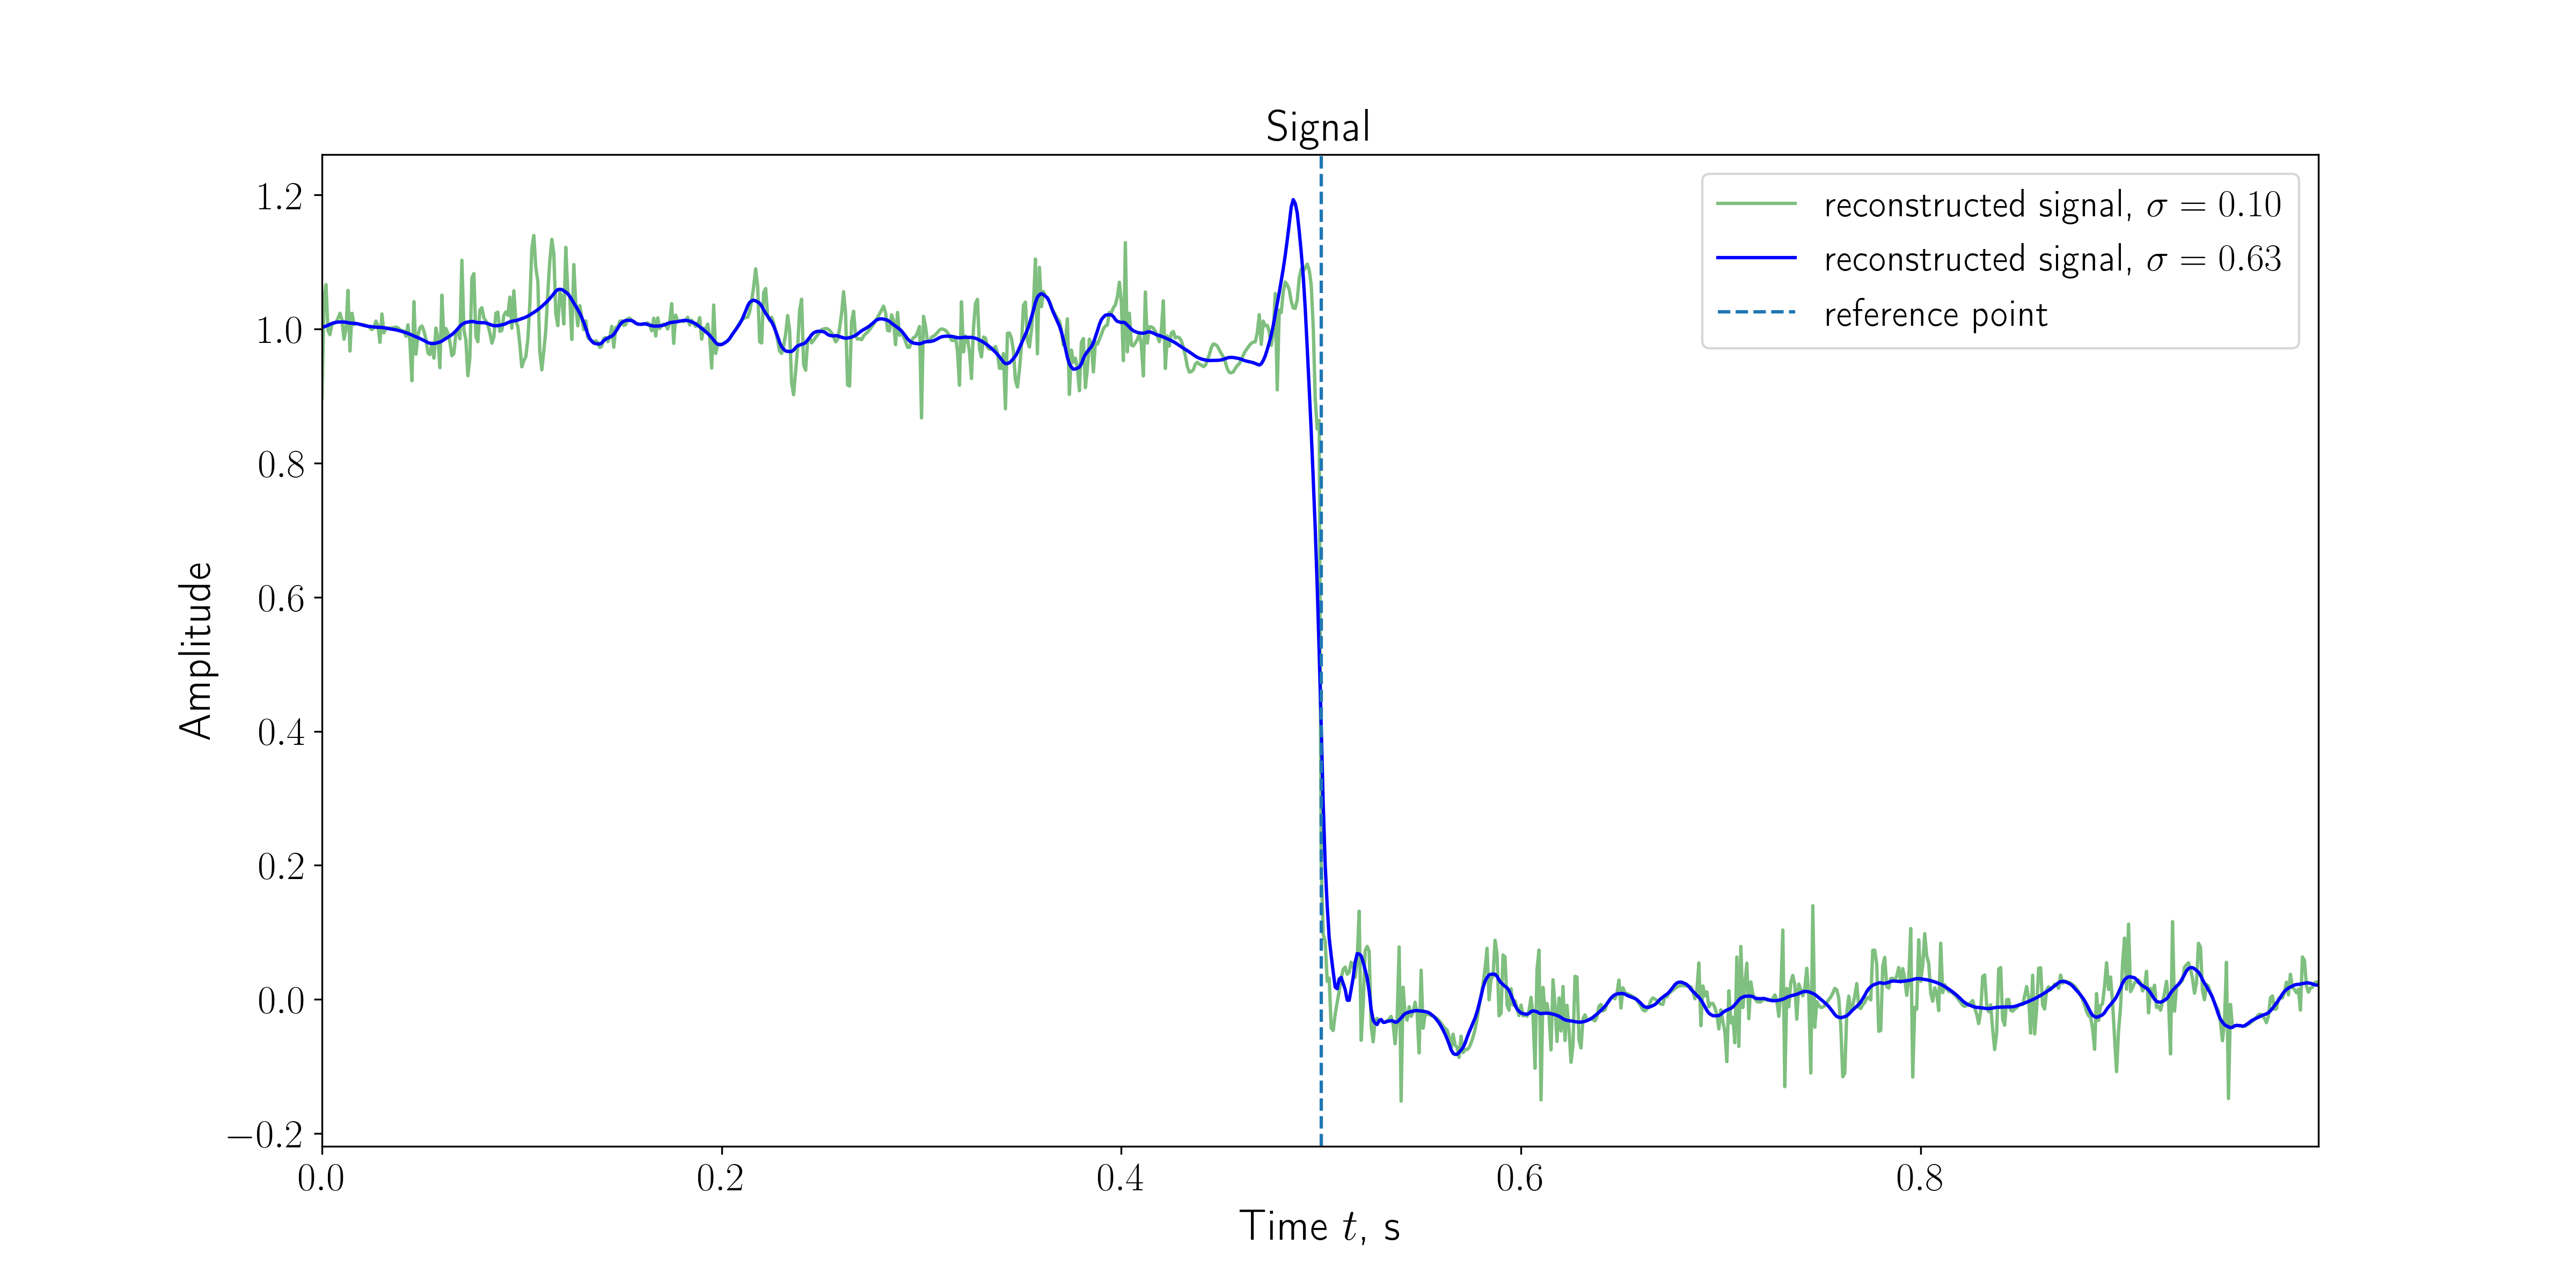 Signal
reconstructed signal, σ = 0.10
reconstructed signal, σ = 0.63
reference point
1.2
1.0
0.8
0.6
0.4
0.2
0.0
−0.2
Amplitude
0.0 0.2 0.4 0.6 0.8
Time t, s